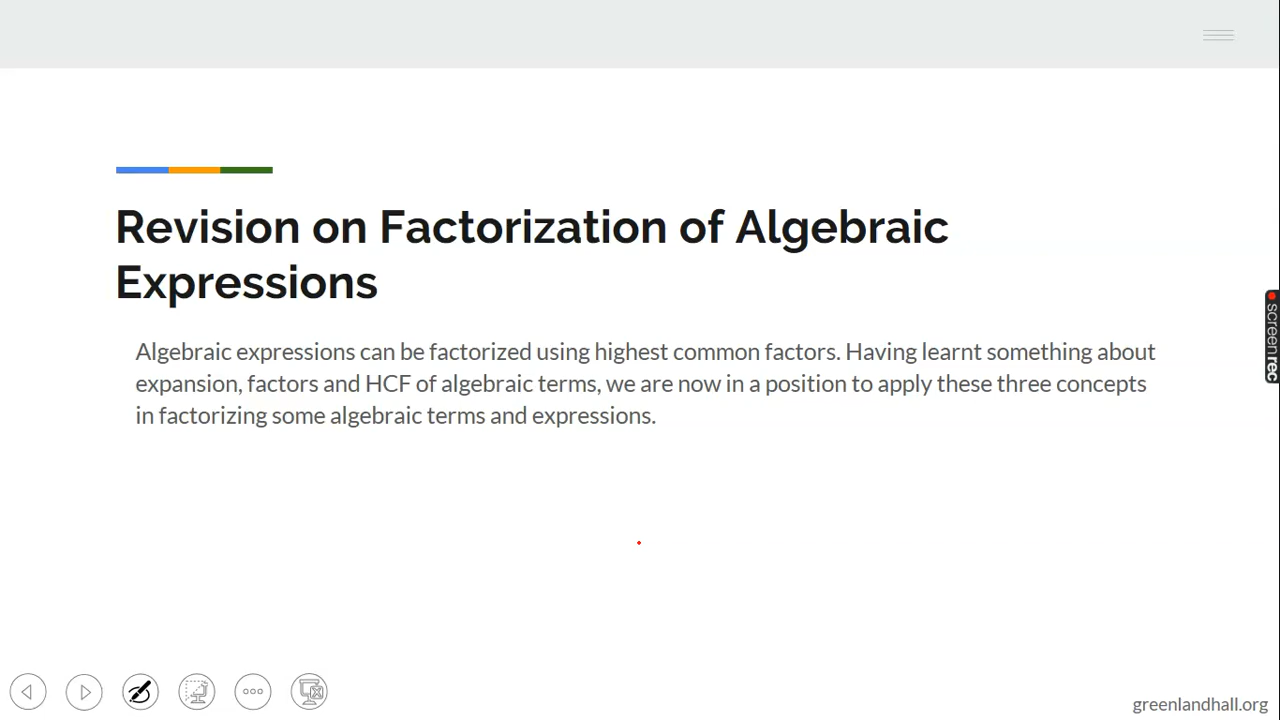 Revision on Factorization of Algebraic
Expressions
Algebraic expressions can be factorized using highest common factors. Having learnt something about
expansion, factors and HCF of algebraic terms, we are now in a position to apply these three concepts
in factorizing some algebraic terms and expressions.
screenrec
greenlandhall.org